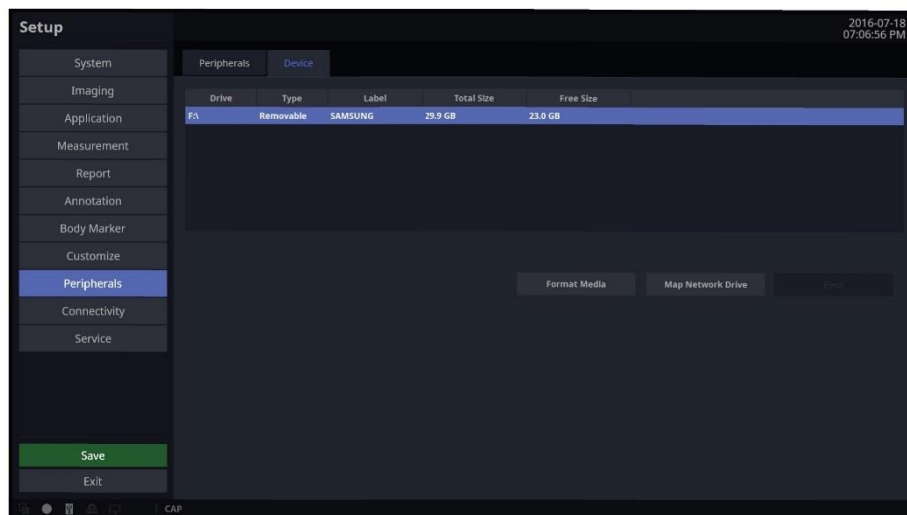 Setup
2016-07-18
07:06:56 PM
System
Imaging
Application
Measurement
Report
Annotation
Body Marker
Customize
Peripherals
Connectivity
Service
Save
Exit
Peripherals Device
Drive Type Label Total Size Free Size
F:\ Removable SAMSUNG 29.9 GB 23.0 GB
Format Media Map Network Drive Eject
CAP